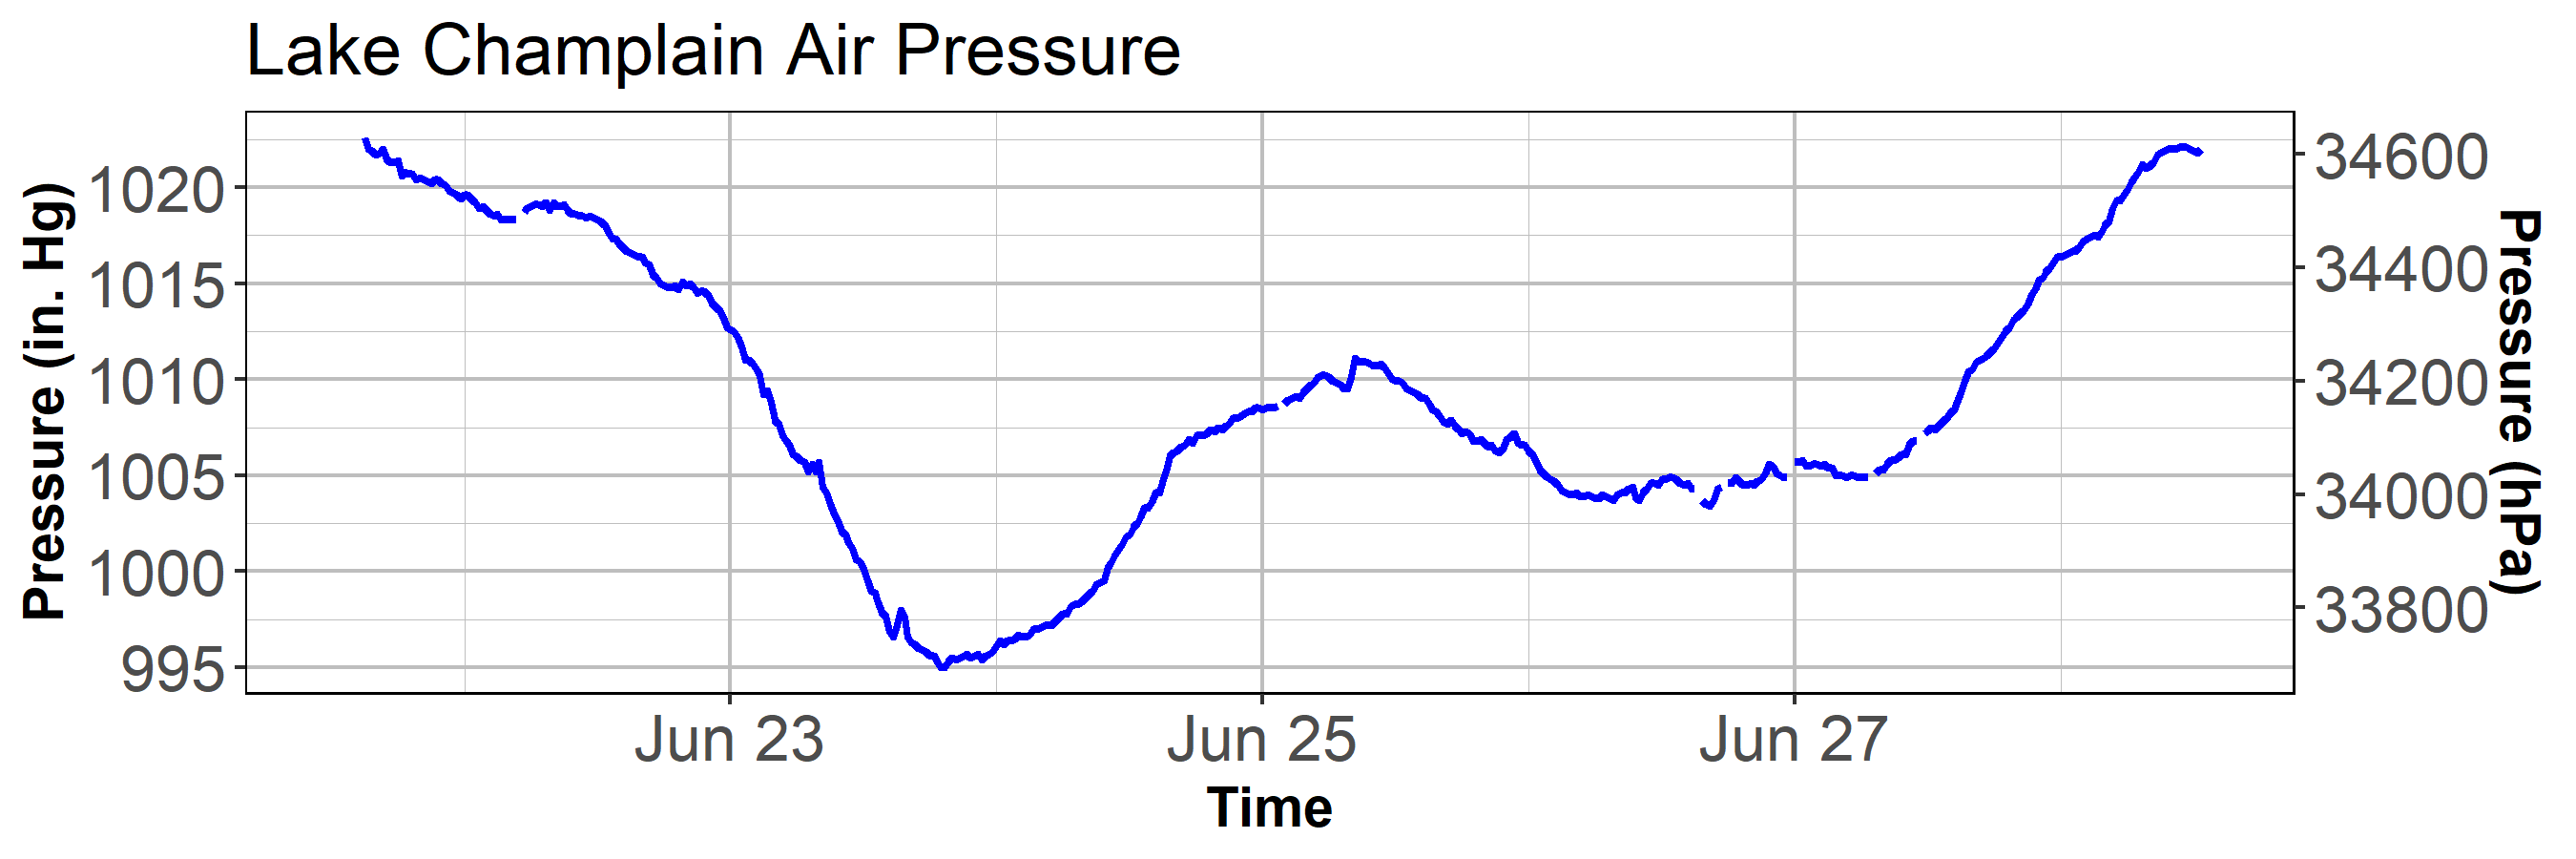 Lake Champlain Air Pressure
Pressure (in. Hg)
1020
1015
1010
1005
1000
995
34600
34400
34200
34000
33800
Pressure (hPa)
Jun 23
Jun 25
Jun 27
Time